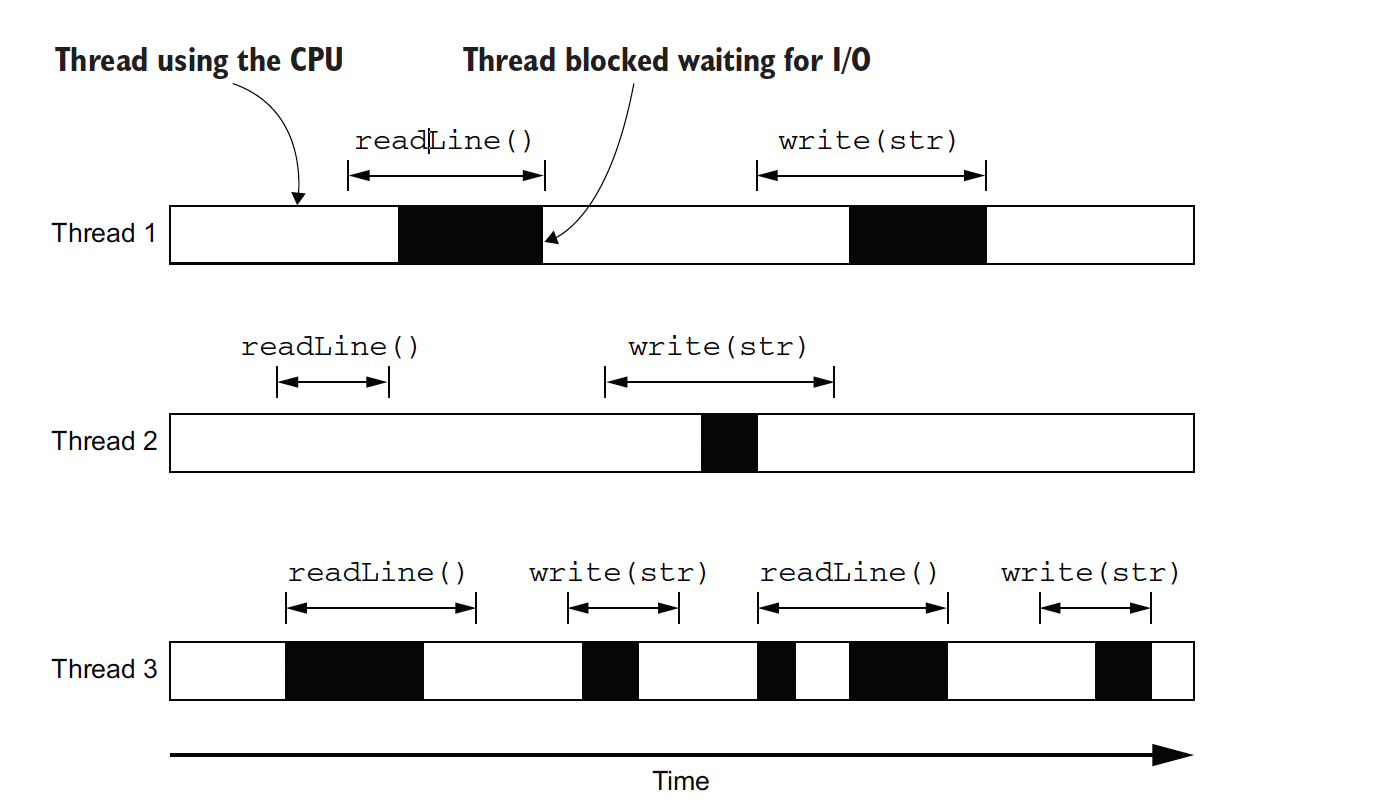 Thread using the CPU
Thread blocked waiting for I/O
readLine()
write(str)
Thread 1
readLine()
write(str)
Thread 2
readLine()
write(str)
readLine()
write(str)
Thread 3
Time